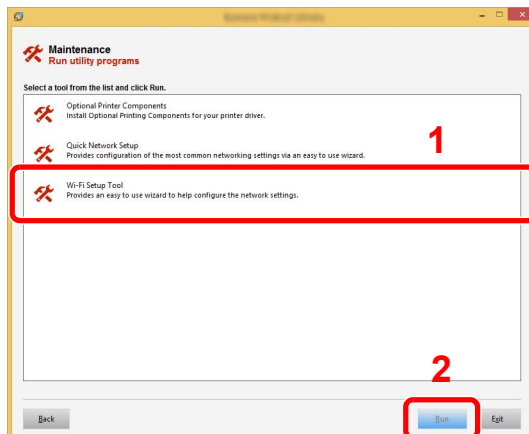 Maintenance
Run utility programs
Select a tool from the list and click Run.
Optional Printer Components
Install Optional Printing Components for your printer driver.
1
Quick Network Setup
Provides configuration of the most common networking settings via an easy to use wizard.
Wi-Fi Setup Tool
Provides an easy to use wizard to help configure the network settings.
2
Back
Run
Exit